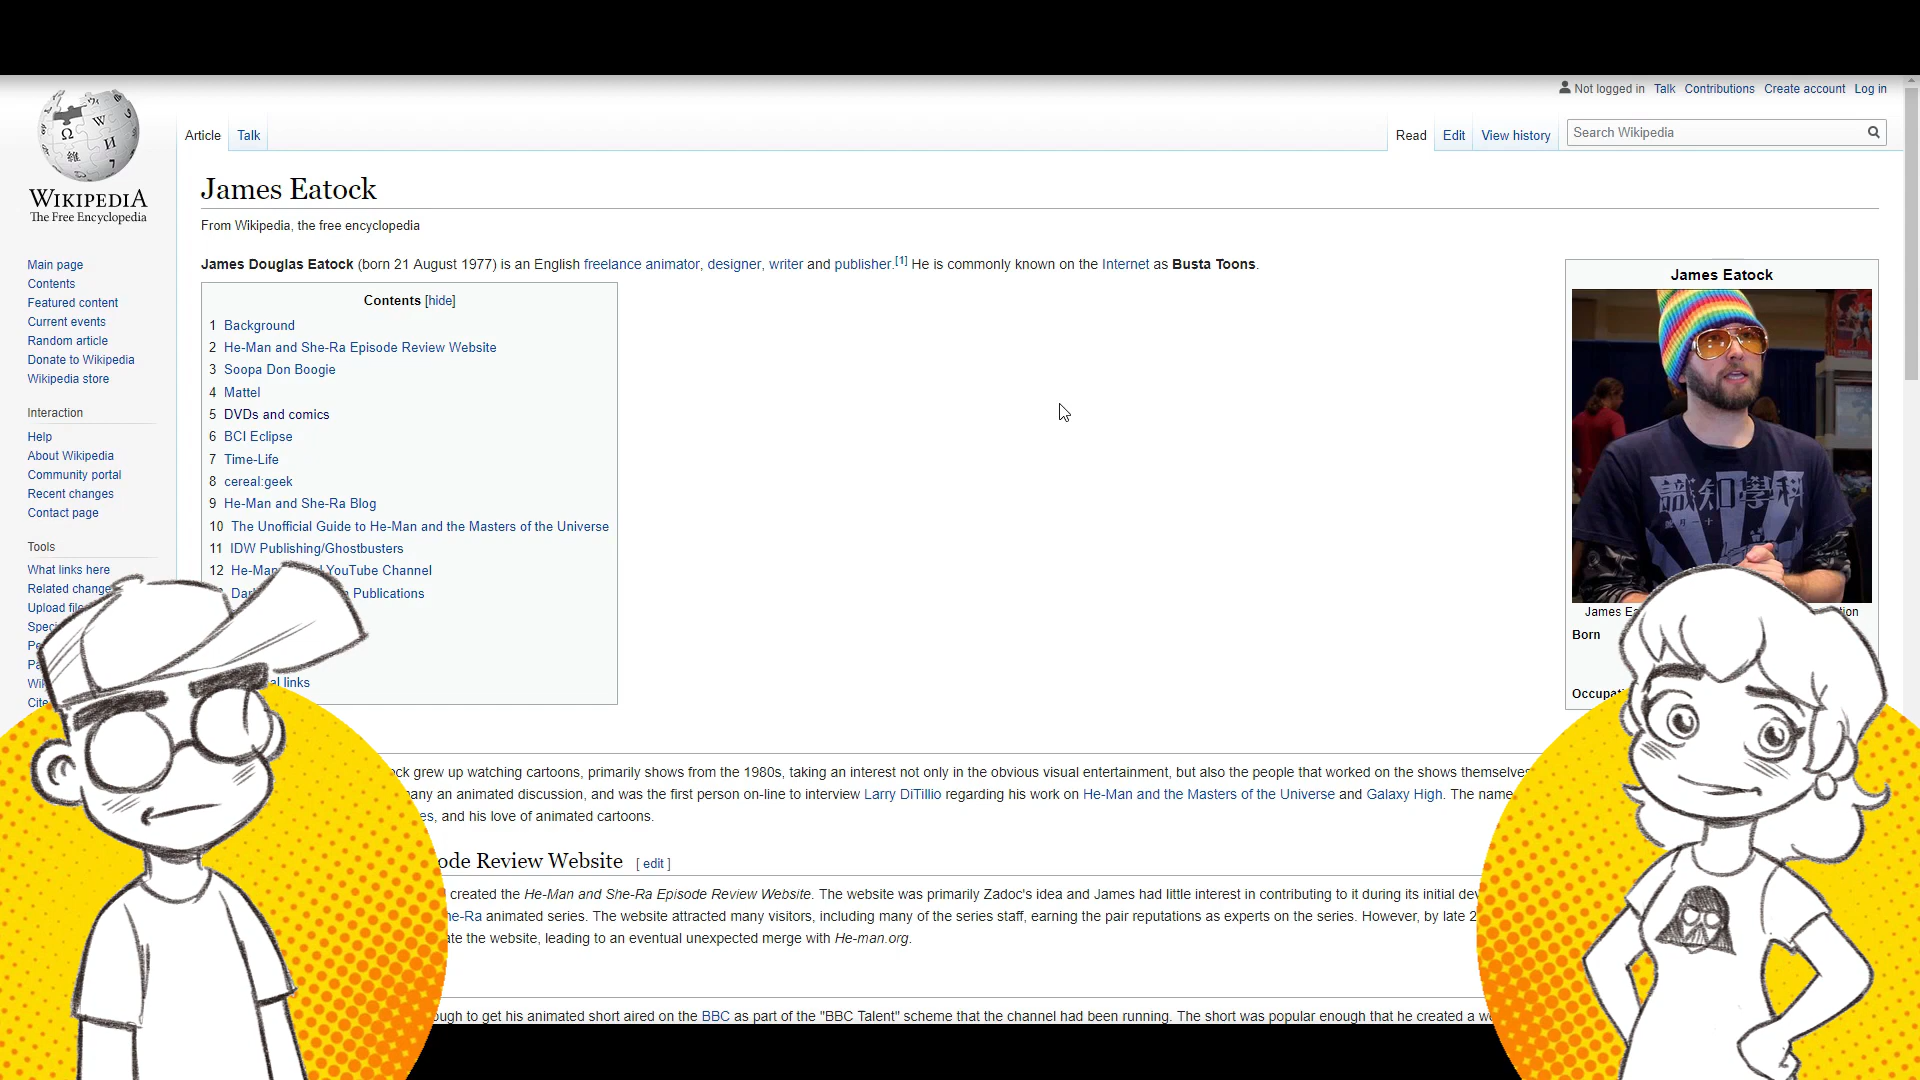 Not logged in Talk Contributions Create account Log in
Article Talk
Read Edit View history Search Wikipedia
WIKIPEDIA
The Free Encyclopedia
Main page
Contents
Featured content
Current events
Random article
Donate to Wikipedia
Wikipedia store
Interaction
Help
About Wikipedia
Community portal
Recent changes
Contact page
Tools
What links here
Related change
Upload file
Speci
Pe
Pa
Wik
Cite
James Eatock
From Wikipedia, the free encyclopedia
James Douglas Eatock (born 21 August 1977) is an English freelance animator, designer, writer and publisher.[1] He is commonly known on the Internet as Busta Toons.
Contents [hide]
1 Background
2 He-Man and She-Ra Episode Review Website
3 Soopa Don Boogie
4 Mattel
5 DVDs and comics
6 BCI Eclipse
7 Time-Life
8 cereal:geek
9 He-Man and She-Ra Blog
10 The Unofficial Guide to He-Man and the Masters of the Universe
11 IDW Publishing/Ghostbusters
12 He-Man YouTube Channel
Dar Publications
al links
James Eatock
識知學科
James Ea tion
Born
Occupati
ock grew up watching cartoons, primarily shows from the 1980s, taking an interest not only in the obvious visual entertainment, but also the people that worked on the shows themselve
any an animated discussion, and was the first person on-line to interview Larry DiTillio regarding his work on He-Man and the Masters of the Universe and Galaxy High. The name
es, and his love of animated cartoons.
ode Review Website [ edit ]
created the He-Man and She-Ra Episode Review Website. The website was primarily Zadoc's idea and James had little interest in contributing to it during its initial dev
he-Ra animated series. The website attracted many visitors, including many of the series staff, earning the pair reputations as experts on the series. However, by late 2
ate the website, leading to an eventual unexpected merge with He-man.org.
ough to get his animated short aired on the BBC as part of the "BBC Talent" scheme that the channel had been running. The short was popular enough that he created a we